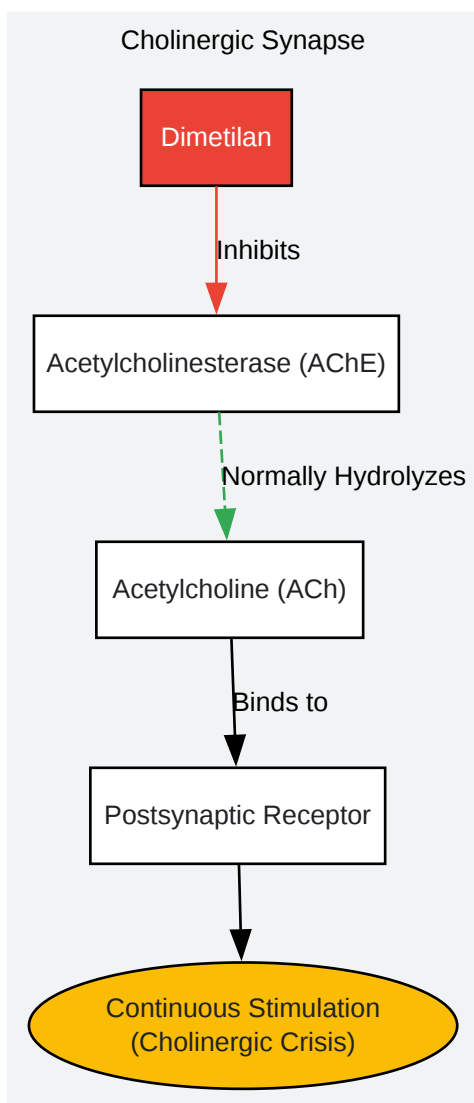 Cholinergic Synapse
Dimetilan
Inhibits
Acetylcholinesterase (AChE)
Normally Hydrolyzes
Acetylcholine (ACh)
Binds to
Postsynaptic Receptor
Continuous Stimulation
(Cholinergic Crisis)